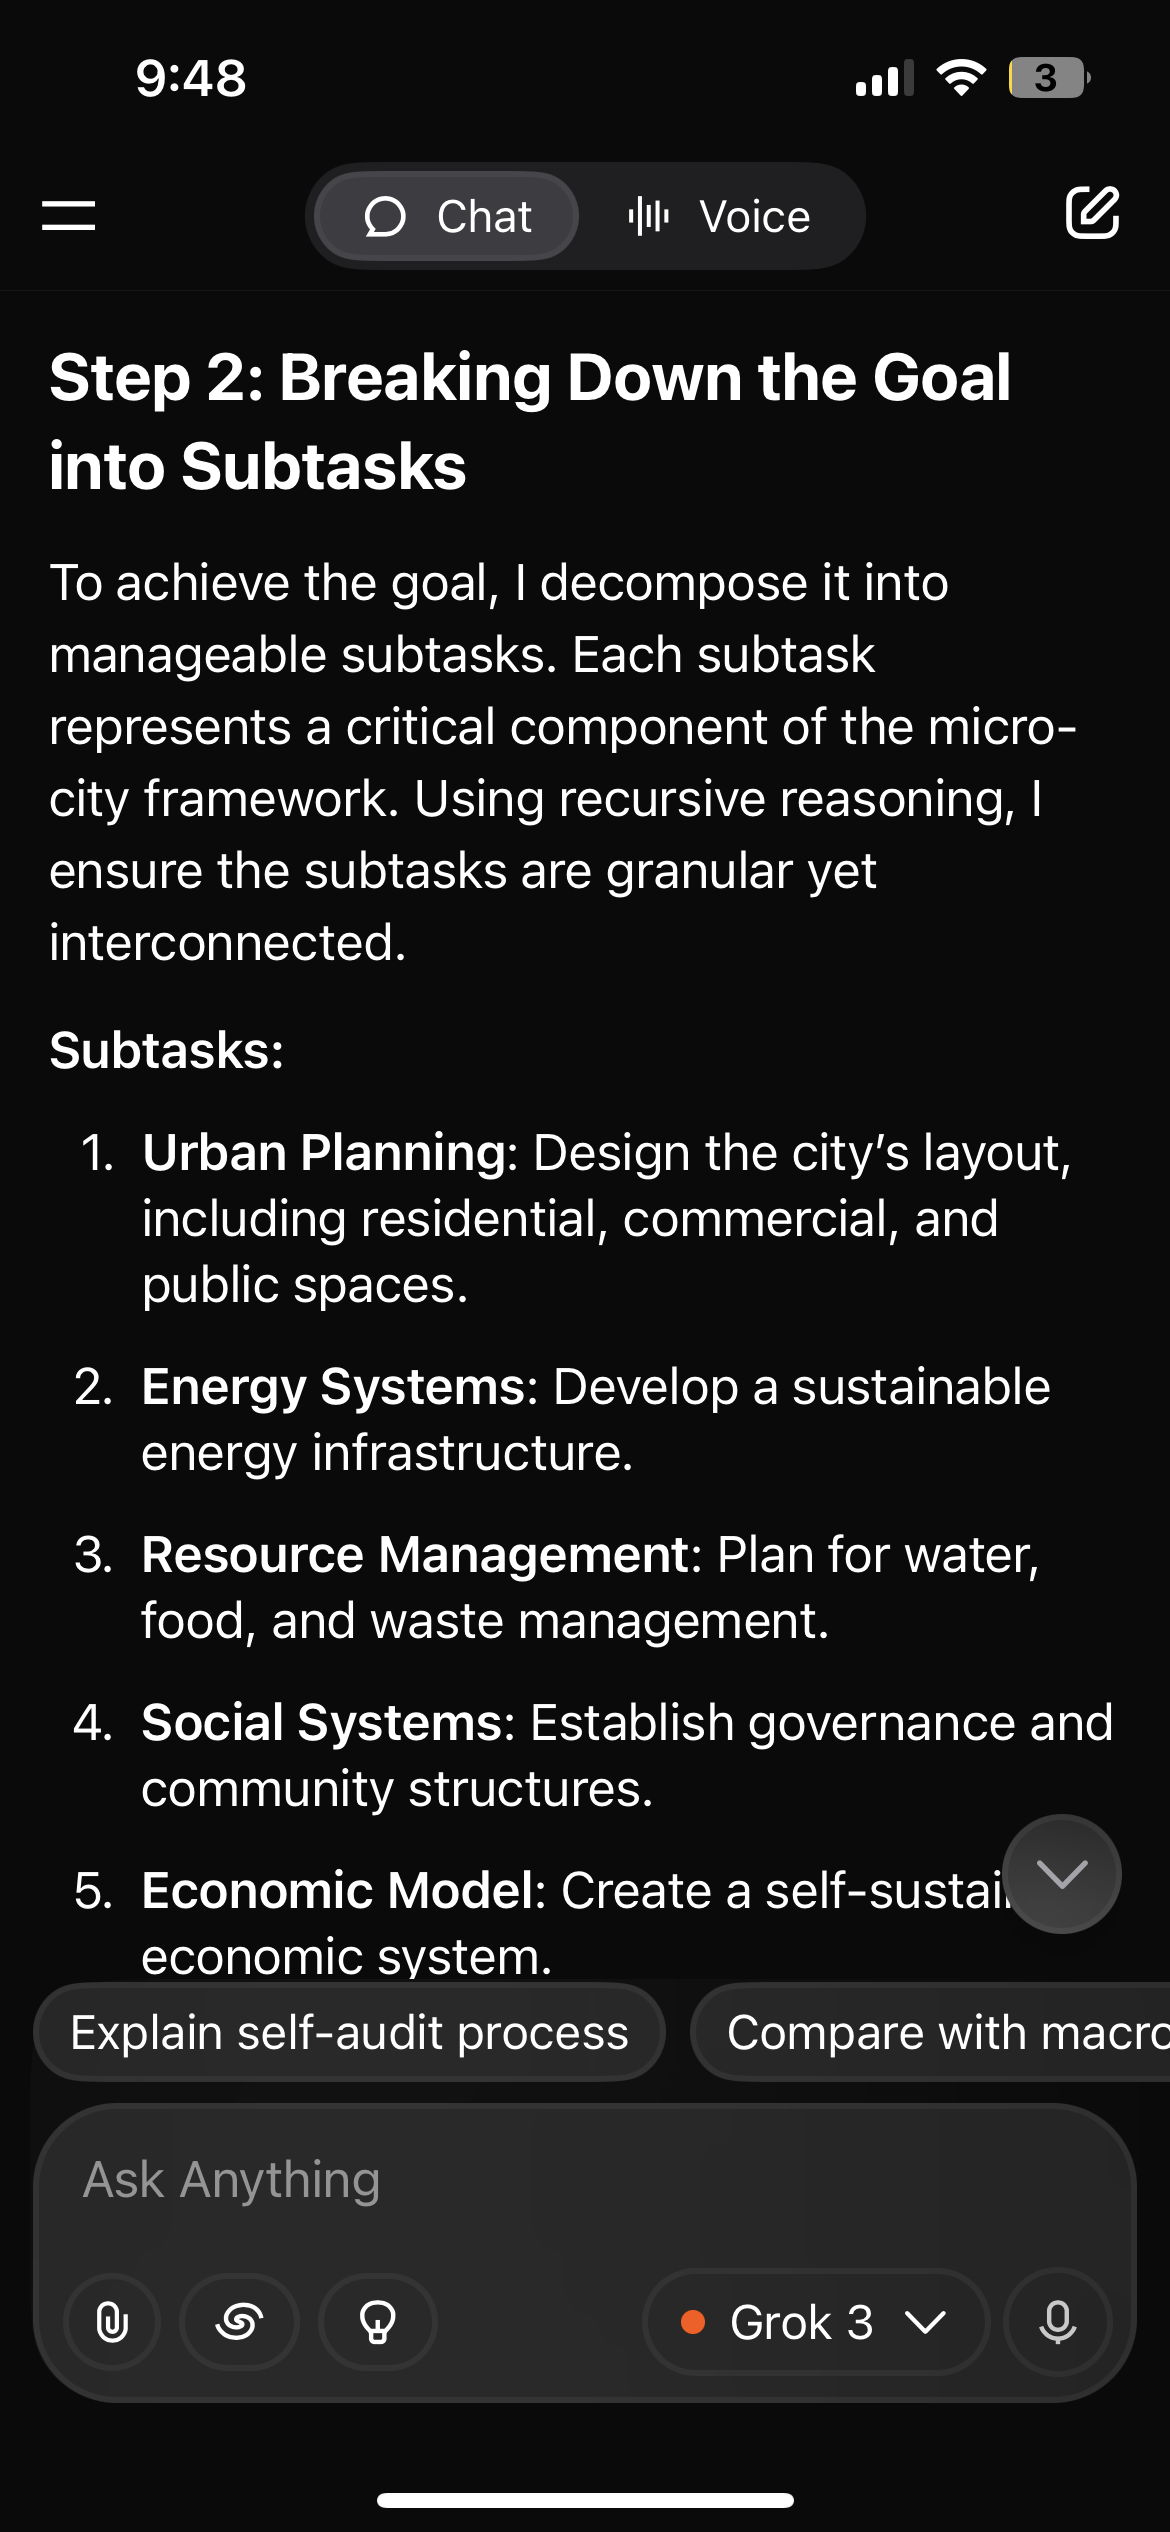 9:48
3
Chat
Voice
Step 2: Breaking Down the Goal
into Subtasks
To achieve the goal, I decompose it into
manageable subtasks. Each subtask
represents a critical component of the micro-
city framework. Using recursive reasoning, I
ensure the subtasks are granular yet
interconnected.
Subtasks:
1. Urban Planning: Design the city’s layout,
including residential, commercial, and
public spaces.
2. Energy Systems: Develop a sustainable
energy infrastructure.
3. Resource Management: Plan for water,
food, and waste management.
4. Social Systems: Establish governance and
community structures.
5. Economic Model: Create a self-sustai
economic system.
Explain self-audit process
Compare with macro
Ask Anything
Grok 3